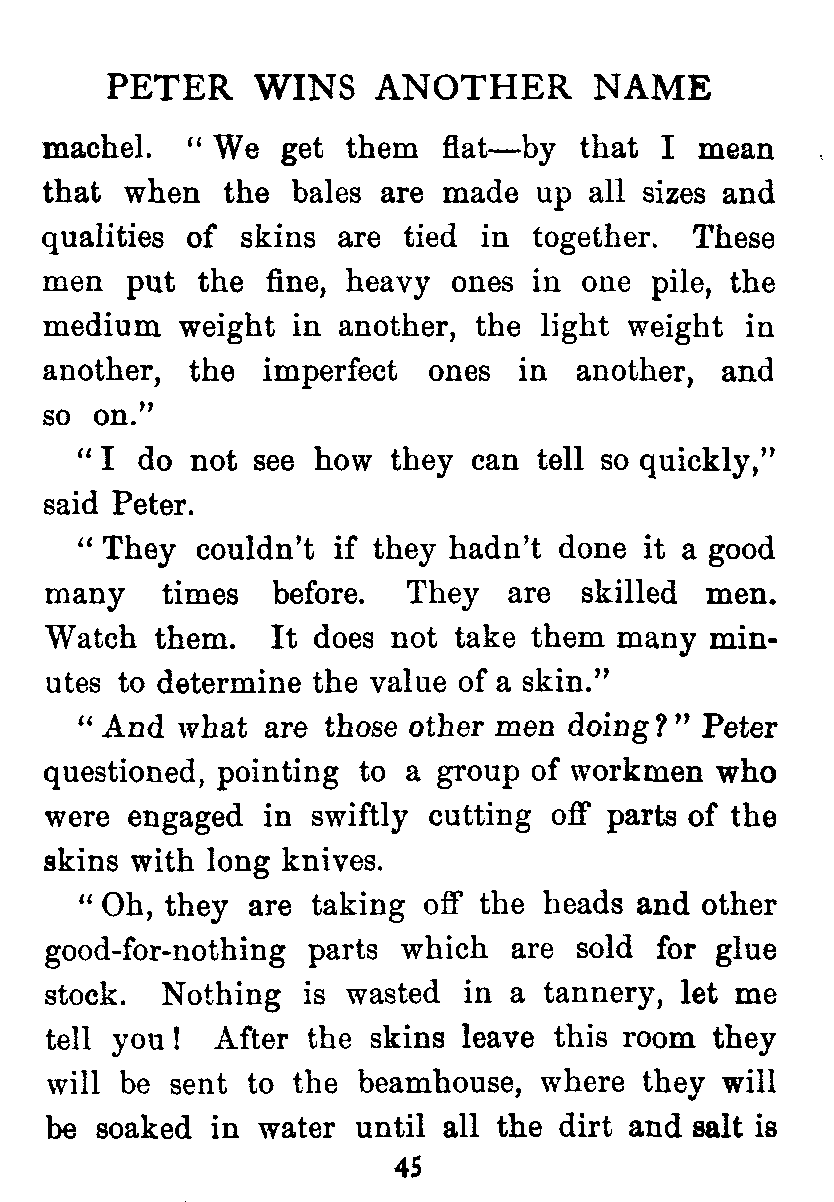 PETER WINS ANOTHER NAME
machel. “ We get them flat—by that I mean
that when the bales are made up all sizes and
qualities of skins are tied in together. These
men put the fine, heavy ones in one pile, the
medium weight in another, the light weight in
another, the imperfect ones in another, and
so on.”
“ I do not see how they can tell so quickly,”
said Peter.
“ They couldn’t if they hadn’t done it a good
many times before. They are skilled men.
Watch them. It does not take them many min-
utes to determine the value of a skin.”
“ And what are those other men doing? ” Peter
questioned, pointing to a group of workmen who
were engaged in swiftly cutting off parts of the
skins with long knives.
“ Oh, they are taking off the heads and other
good-for-nothing parts which are sold for glue
stock. Nothing is wasted in a tannery, let me
tell you ! After the skins leave this room they
will be sent to the beamhouse, where they will
be soaked in water until all the dirt and salt is
45